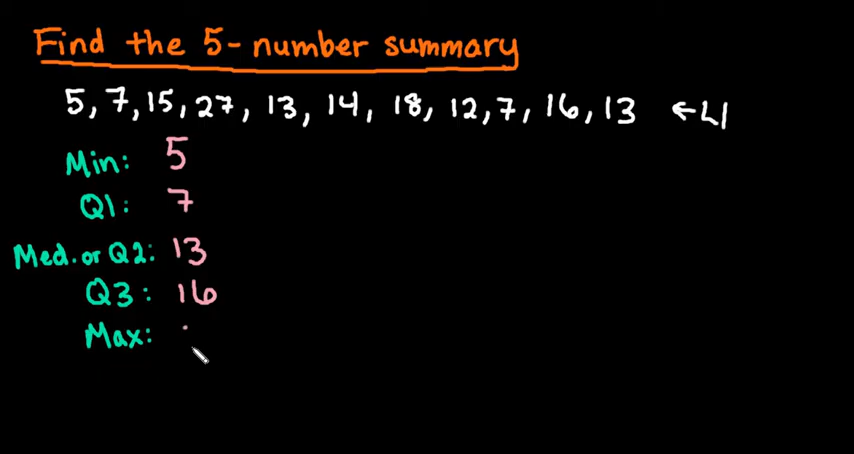 Find the 5-number summary
5, 7, 15, 27, 13, 14, 18, 12, 7, 16, 13 ← L1
Min: 5
Q1: 7
Med. or Q2: 13
Q3: 16
Max: